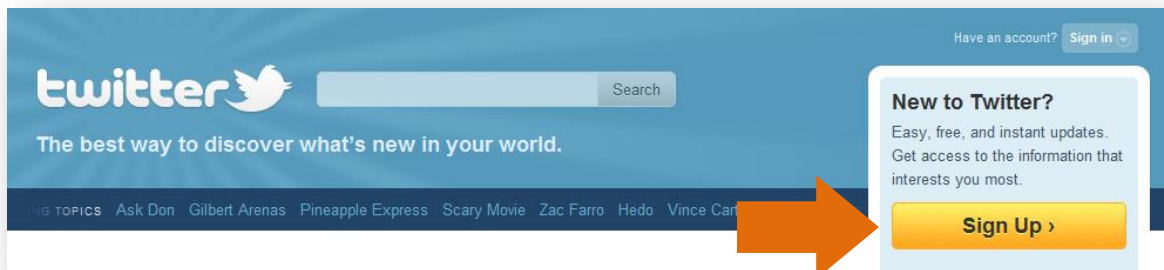 Have an account? Sign in
twitter
Search
The best way to discover what's new in your world.
TOPICS Ask Don Gilbert Arenas Pineapple Express Scary Movie Zac Farro Hedo Vince
New to Twitter?
Easy, free, and instant updates.
Get access to the information that
interests you most.
Sign Up ›